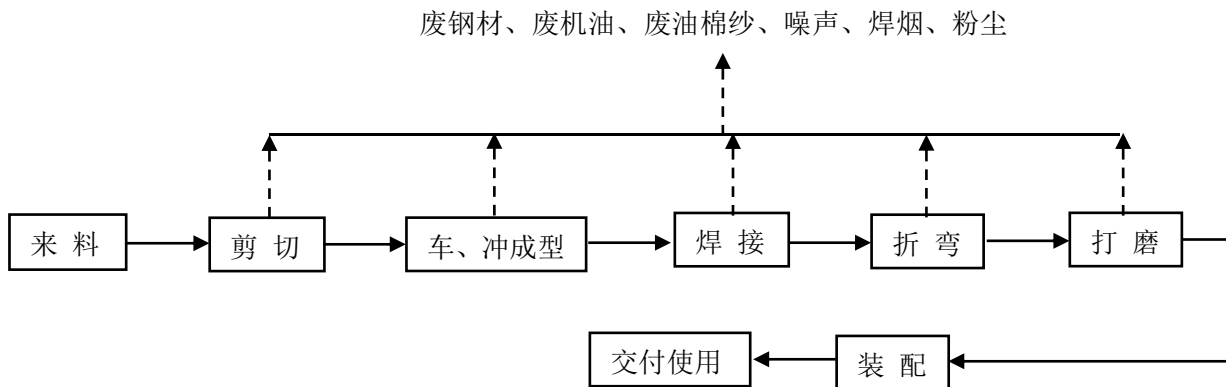 废钢材、废机油、废油棉纱、噪声、焊烟、粉尘
来 料
剪 切
车、冲成型
焊 接
折 弯
打 磨
交付使用
装 配